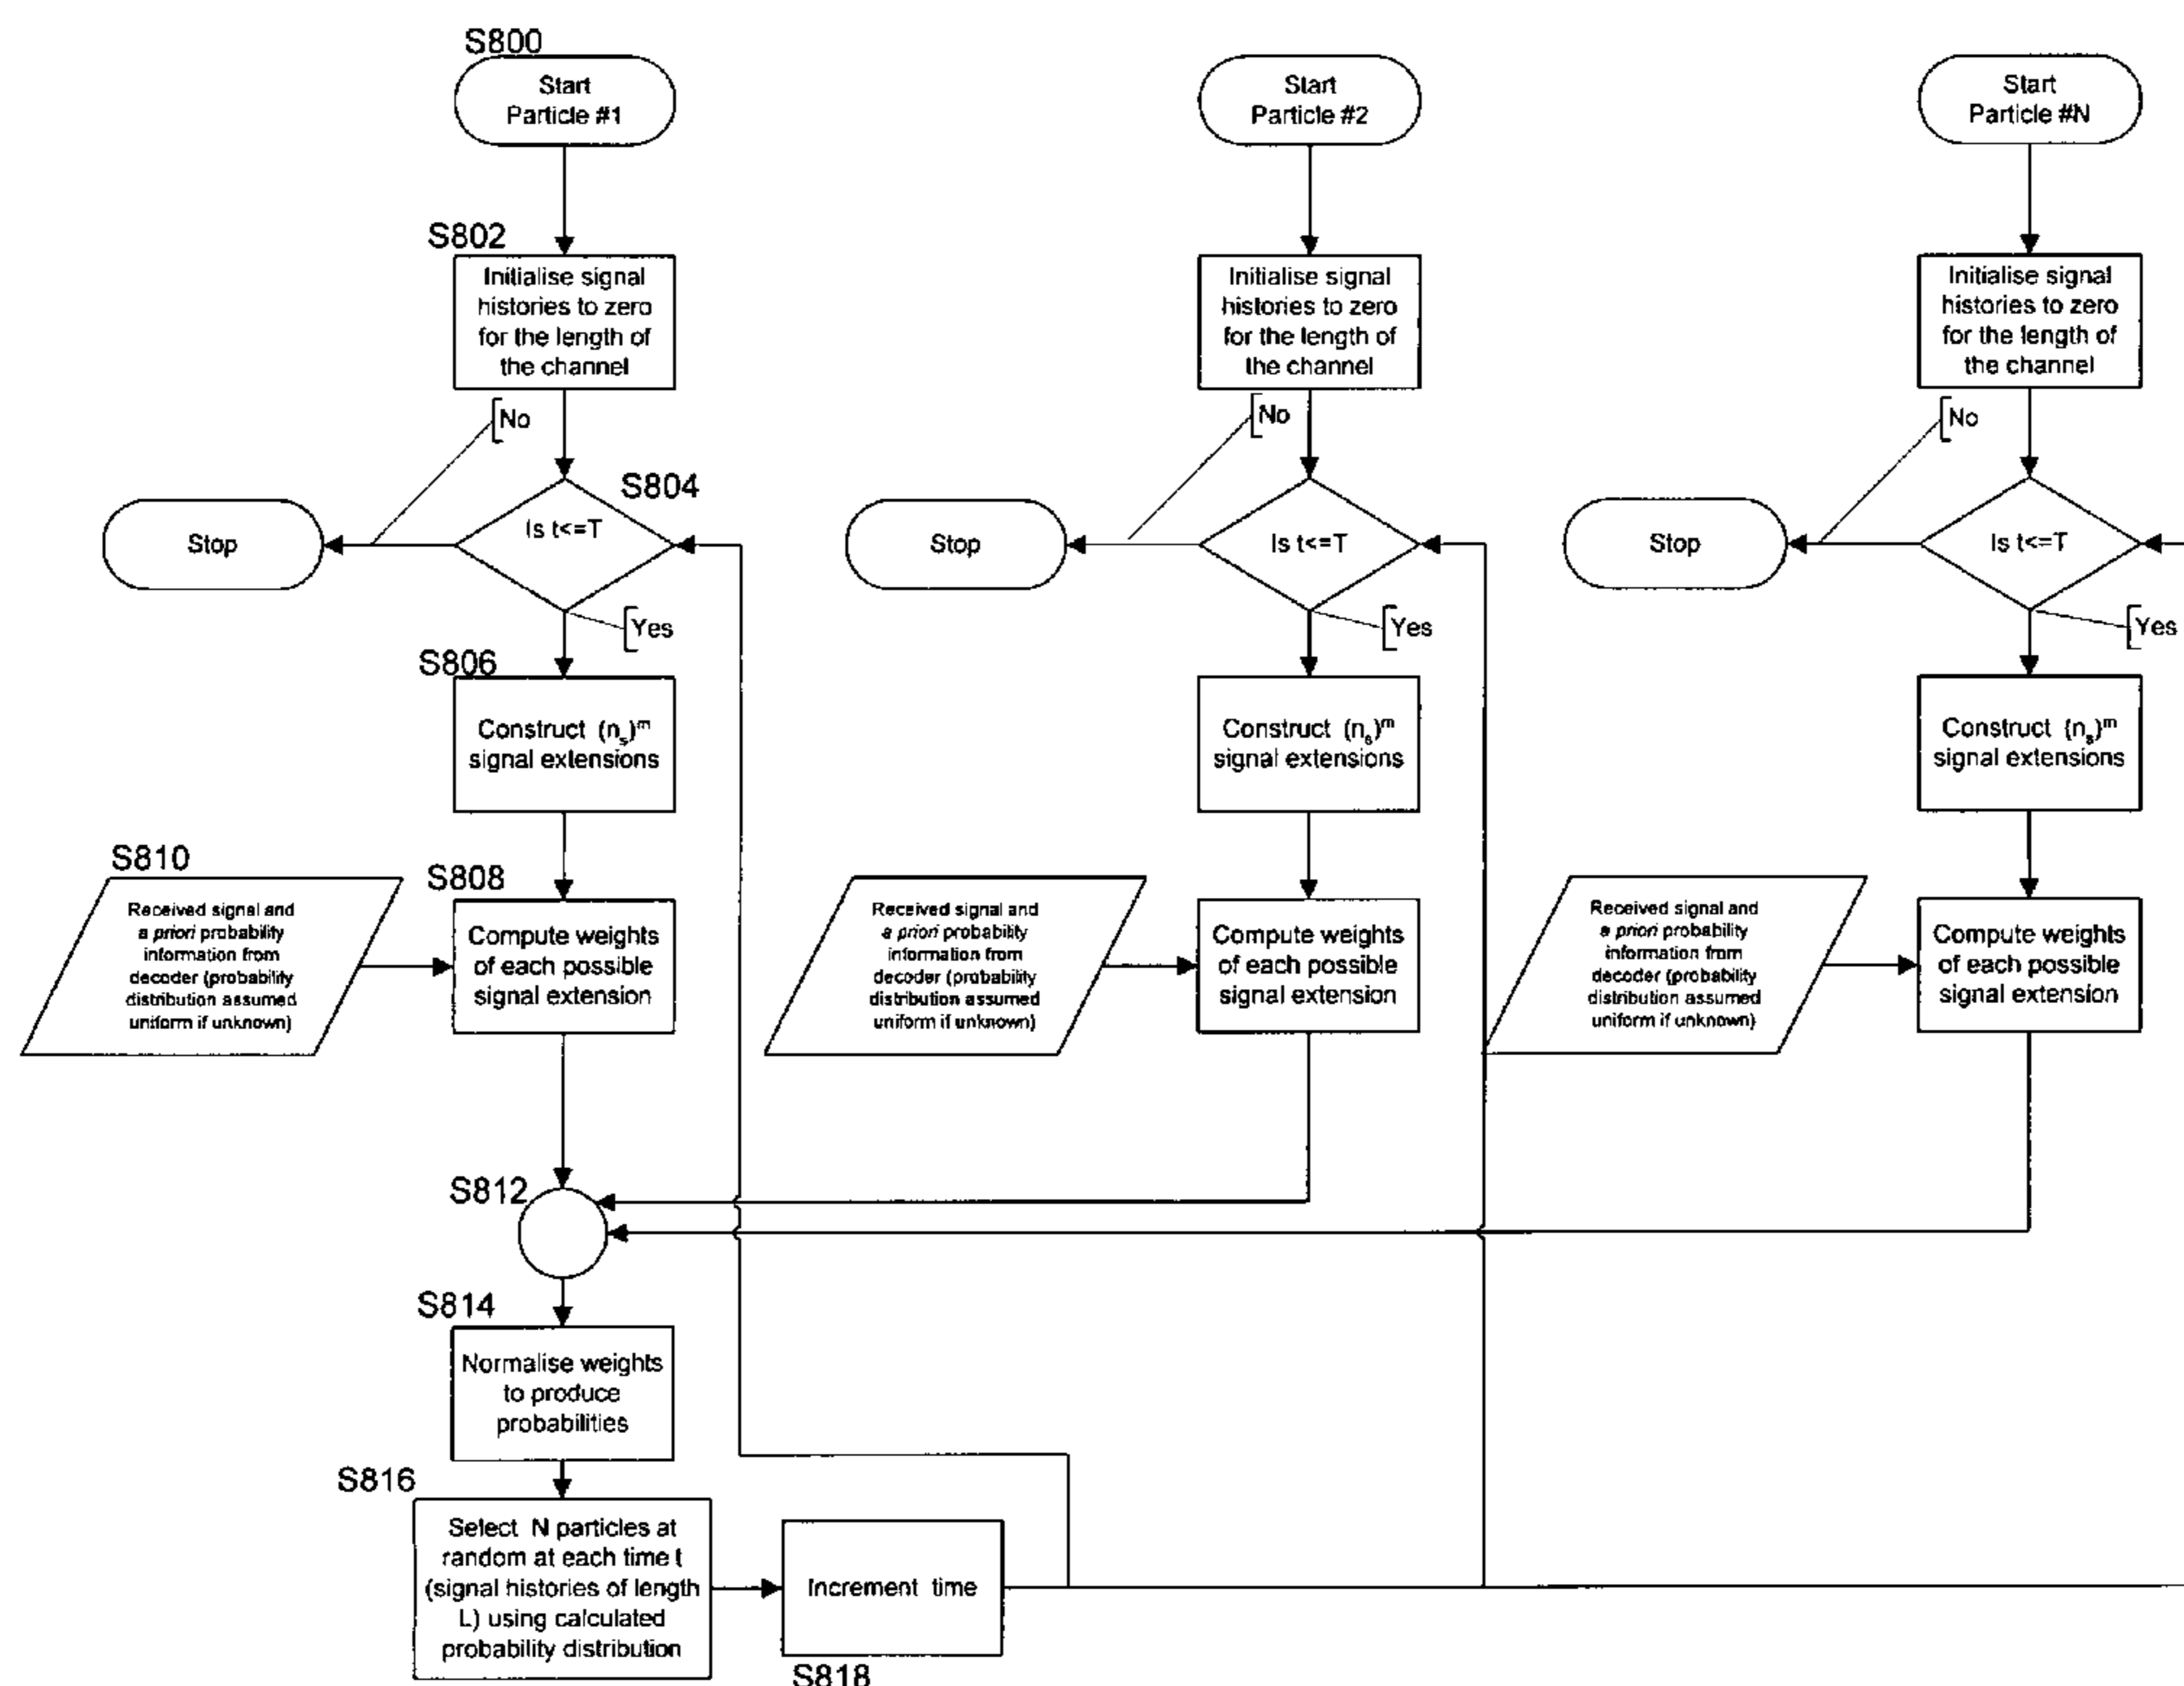 S800
Start
Particle #1
S802
Initialise signal
histories to zero
for the length of
the channel
[No
S804
Is t<=T
Stop
[Yes
S806
Construct (nₛ)ᵐ
signal extensions
S810
Received signal and
a priori probability
information from
decoder (probability
distribution assumed
uniform if unknown)
S808
Compute weights
of each possible
signal extension
S812
S814
Normalise weights
to produce
probabilities
S816
Select N particles at
random at each time t
(signal histories of length
L) using calculated
probability distribution
Increment time
S818
Start
Particle #2
Initialise signal
histories to zero
for the length of
the channel
[No
Is t<=T
Stop
[Yes
Construct (nₛ)ᵐ
signal extensions
Received signal and
a priori probability
information from
decoder (probability
distribution assumed
uniform if unknown)
Compute weights
of each possible
signal extension
Start
Particle #N
Initialise signal
histories to zero
for the length of
the channel
[No
Is t<=T
Stop
[Yes
Construct (nₛ)ᵐ
signal extensions
Received signal and
a priori probability
information from
decoder (probability
distribution assumed
uniform if unknown)
Compute weights
of each possible
signal extension